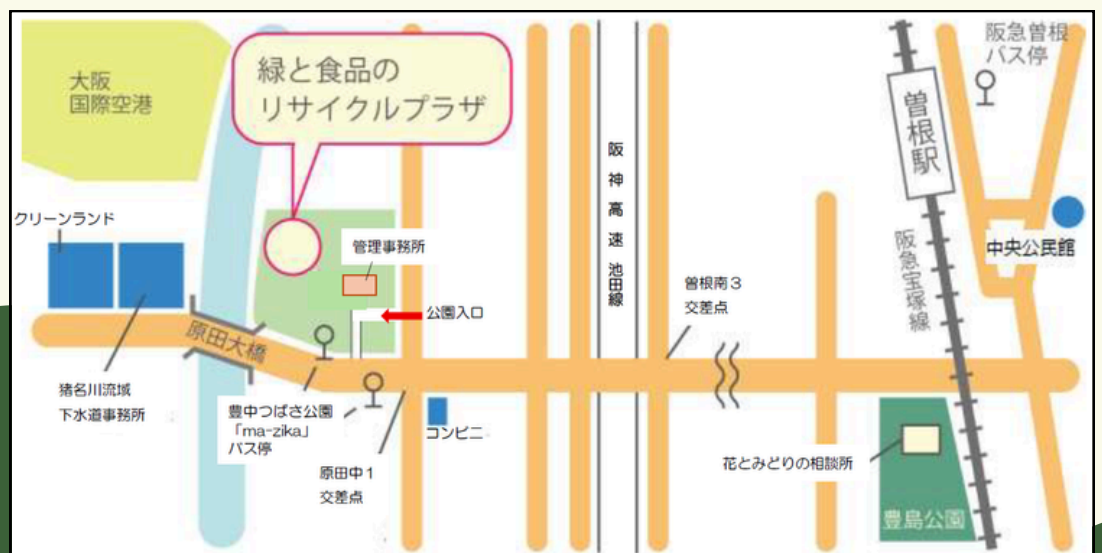 大阪
国際空港
緑と食品の
リサイクルプラザ
阪急曽根
バス停
曽根駅
阪神高速池田線
クリーンランド
管理事務所
中央公民館
阪急宝塚線
曽根南3
交差点
公園入口
原田大橋
猪名川流域
下水道事務所
豊中つばさ公園
「ma-zika」
バス停
コンビニ
原田中1
交差点
花とみどりの相談所
豊島公園